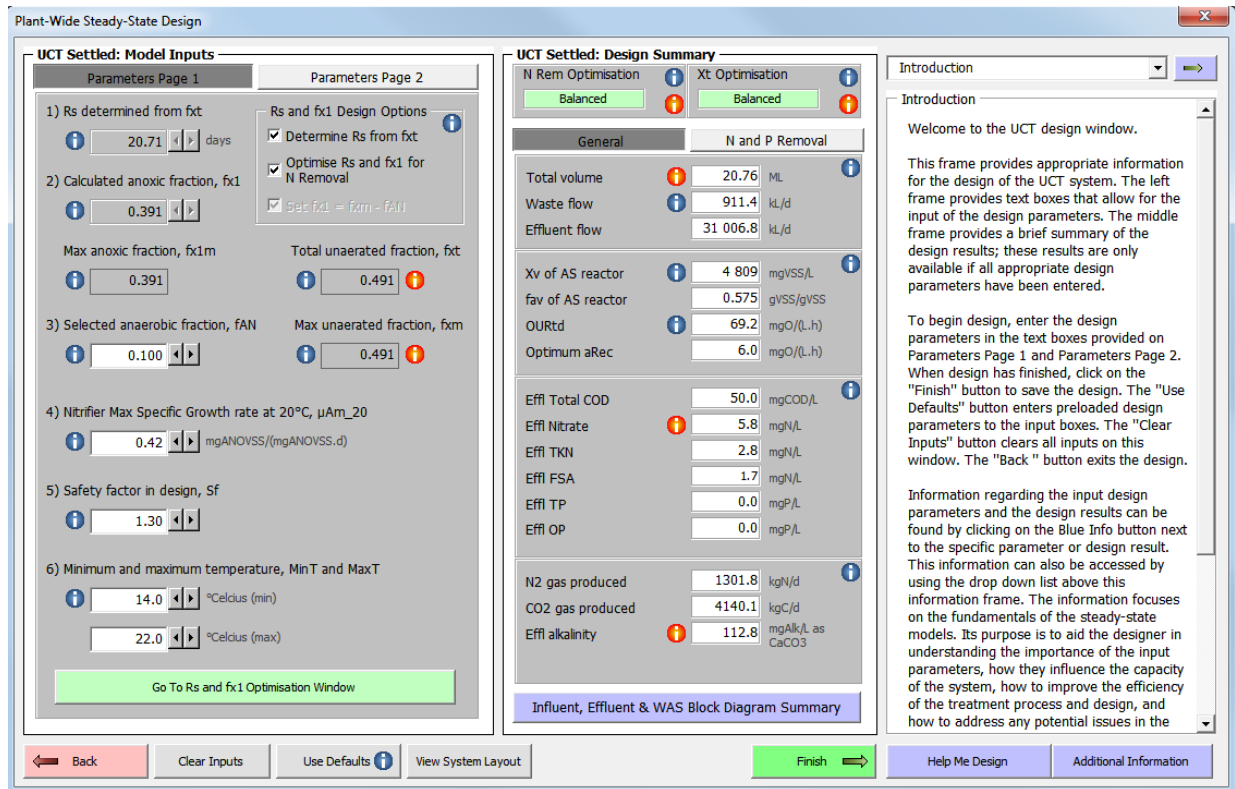 Plant-Wide Steady-State Design
UCT Settled: Model Inputs
Parameters Page 1
Parameters Page 2
1) Rs determined from fxt
20.71 days
Rs and fx1 Design Options
Determine Rs from fxt
Optimise Rs and fx1 for
N Removal
Set fx1 = fxm - fAN
2) Calculated anoxic fraction, fx1
0.391
Max anoxic fraction, fx1m
0.391
Total unaerated fraction, fxt
0.491
3) Selected anaerobic fraction, fAN
0.100
Max unaerated fraction, fxm
0.491
4) Nitrifier Max Specific Growth rate at 20°C, µAm_20
0.42 mgANOVSS/(mgANOVSS.d)
5) Safety factor in design, Sf
1.30
6) Minimum and maximum temperature, MinT and MaxT
14.0 °Celcius (min)
22.0 °Celcius (max)
Go To Rs and fx1 Optimisation Window
UCT Settled: Design Summary
N Rem Optimisation
Balanced
Xt Optimisation
Balanced
General
N and P Removal
Total volume 20.76 ML
Waste flow 911.4 kL/d
Effluent flow 31 006.8 kL/d
Xv of AS reactor 4 809 mgVSS/L
fav of AS reactor 0.575 gVSS/gVSS
OURtd 69.2 mgO/(L.h)
Optimum aRec 6.0 mgO/(L.h)
Effl Total COD 50.0 mgCOD/L
Effl Nitrate 5.8 mgN/L
Effl TKN 2.8 mgN/L
Effl FSA 1.7 mgN/L
Effl TP 0.0 mgP/L
Effl OP 0.0 mgP/L
N2 gas produced 1301.8 kgN/d
CO2 gas produced 4140.1 kgC/d
Effl alkalinity 112.8 mgAlk/L as
CaCO3
Influent, Effluent & WAS Block Diagram Summary
Introduction
Introduction
Welcome to the UCT design window.
This frame provides appropriate information
for the design of the UCT system. The left
frame provides text boxes that allow for the
input of the design parameters. The middle
frame provides a brief summary of the
design results; these results are only
available if all appropriate design
parameters have been entered.
To begin design, enter the design
parameters in the text boxes provided on
Parameters Page 1 and Parameters Page 2.
When design has finished, click on the
"Finish" button to save the design. The "Use
Defaults" button enters preloaded design
parameters to the input boxes. The "Clear
Inputs" button clears all inputs on this
window. The "Back " button exits the design.
Information regarding the input design
parameters and the design results can be
found by clicking on the Blue Info button next
to the specific parameter or design result.
This information can also be accessed by
using the drop down list above this
information frame. The information focuses
on the fundamentals of the steady-state
models. Its purpose is to aid the designer in
understanding the importance of the input
parameters, how they influence the capacity
of the system, how to improve the efficiency
of the treatment process and design, and
how to address any potential issues in the
Back
Clear Inputs
Use Defaults
View System Layout
Finish
Help Me Design
Additional Information